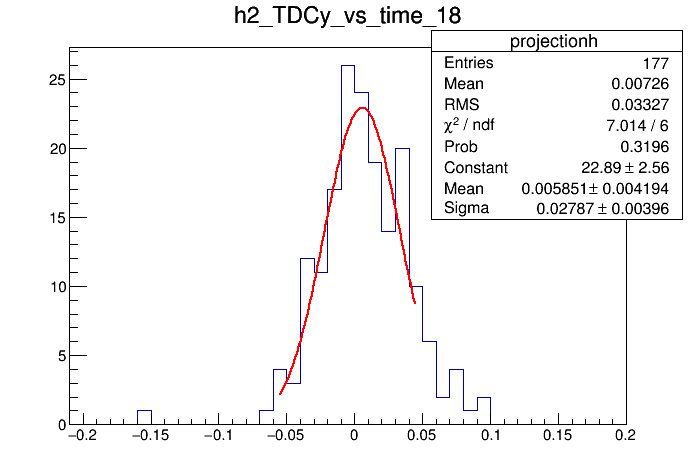 h2_TDCy_vs_time_18
projectionh
Entries 177
Mean 0.00726
RMS 0.03327
χ² / ndf 7.014 / 6
Prob 0.3196
Constant 22.89 ± 2.56
Mean 0.005851± 0.004194
Sigma 0.02787 ± 0.00396
25
20
15
10
5
0
−0.2 −0.15 −0.1 −0.05 0 0.05 0.1 0.15 0.2